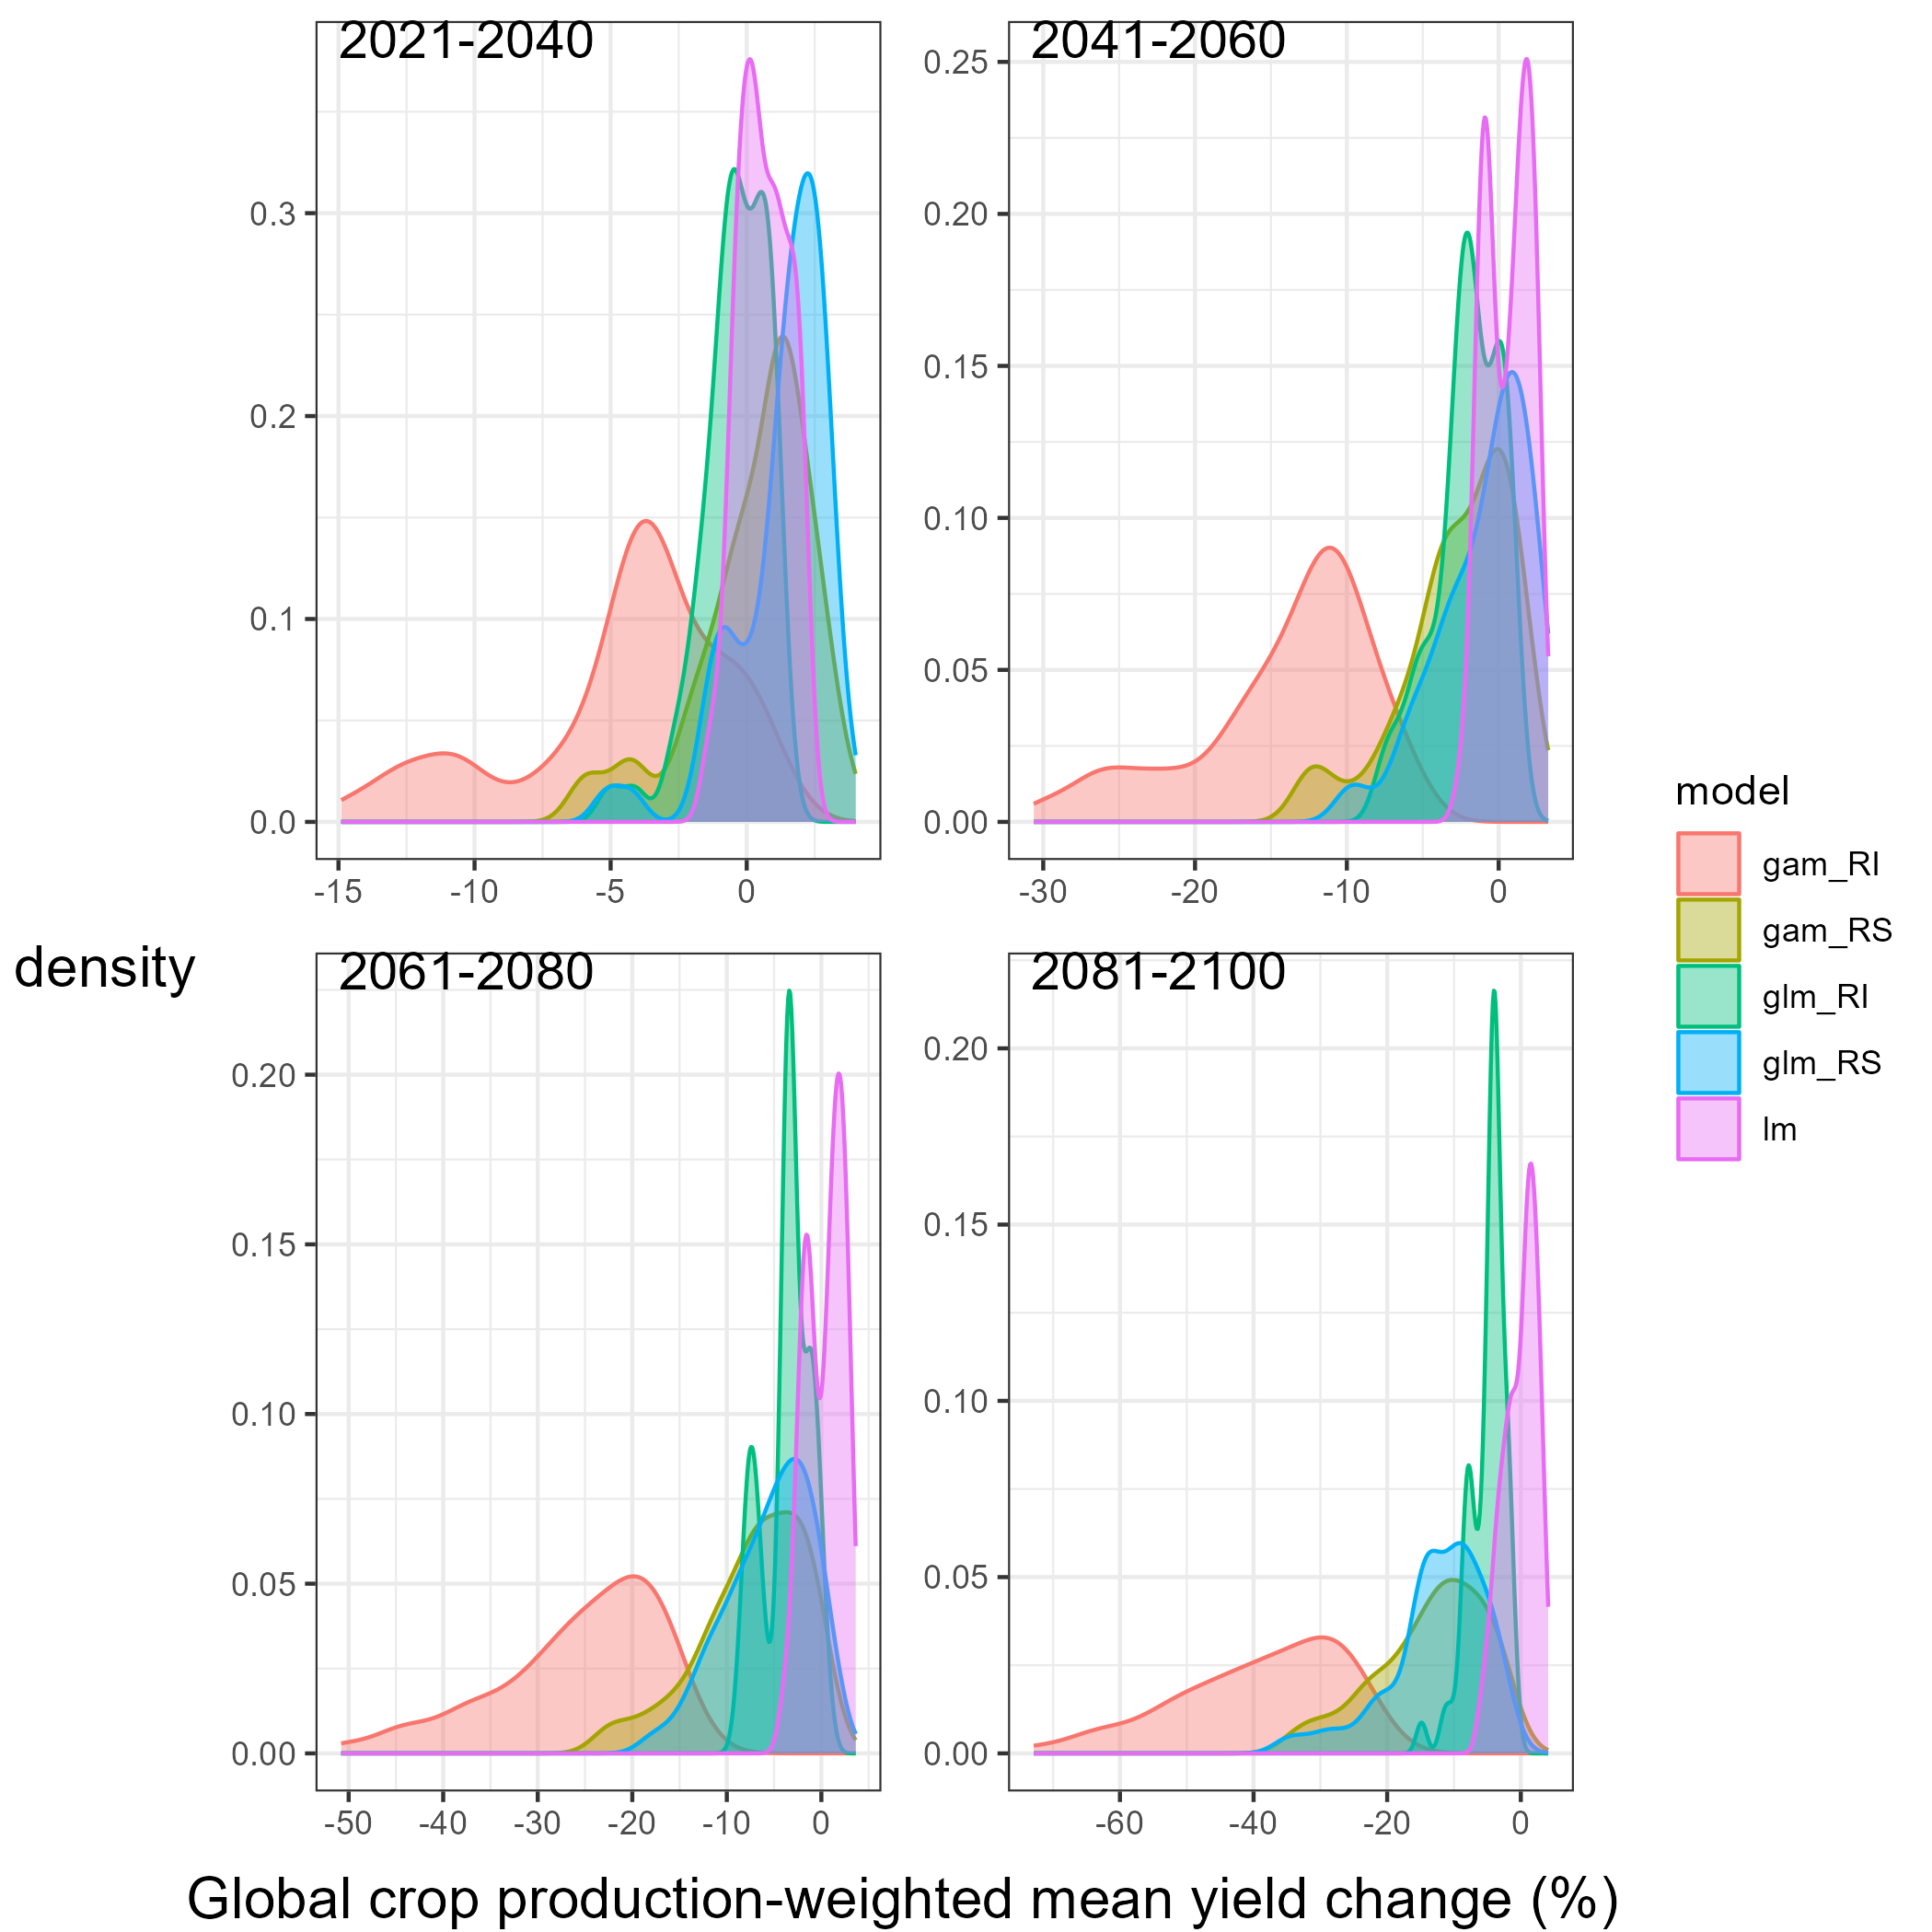 2021-2040
0.3
0.2
0.1
0.0
-15 -10 -5 0
2041-2060
0.25
0.20
0.15
0.10
0.05
0.00
-30 -20 -10 0
density
2061-2080
0.20
0.15
0.10
0.05
0.00
-50 -40 -30 -20 -10 0
2081-2100
0.20
0.15
0.10
0.05
0.00
-60 -40 -20 0
Global crop production-weighted mean yield change (%)
model
gam_RI
gam_RS
glm_RI
glm_RS
lm